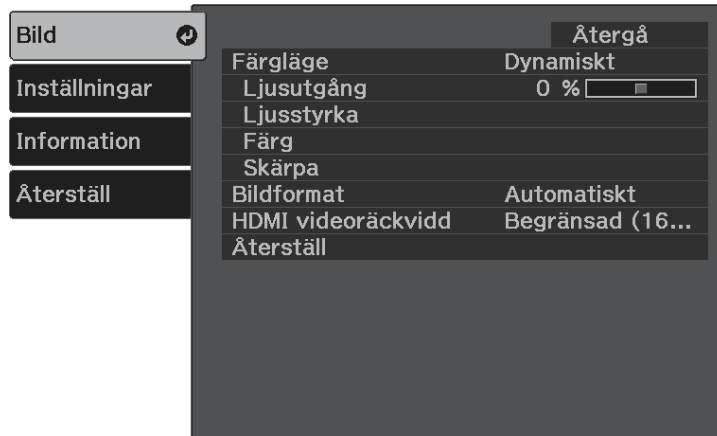 Bild
Inställningar
Information
Återställ
Återgå
Färgläge Dynamiskt
Ljusutgång 0 %
Ljusstyrka
Färg
Skärpa
Bildformat Automatiskt
HDMI videoräckvidd Begränsad (16...
Återställ